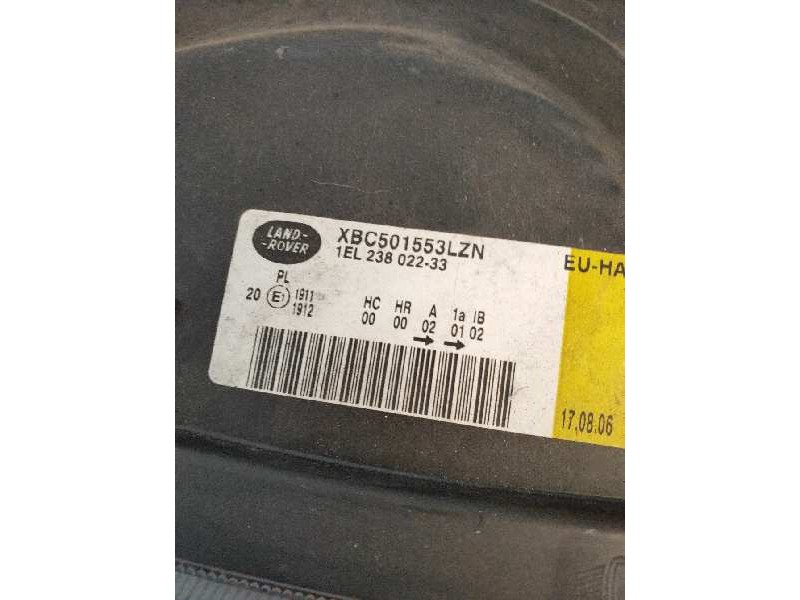 LAND-
-ROVER
XBC501553LZN
1EL 238 022-33
EU-HA
PL
20 E1 1911
1912
HC HR A 1a IB
00 00 02 01 02
17.08.06